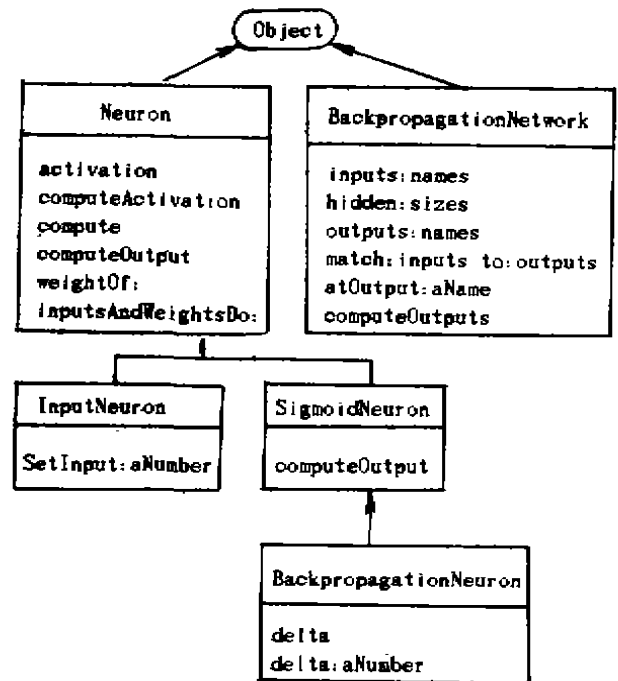 Object
Neuron
activation
computeActivation
compute
computeOutput
weightOf:
inputsAndWeightsDo:
BackpropagationNetwork
inputs:names
hidden:sizes
outputs:names
match:inputs to:outputs
atOutput:aName
computeOutputs
InputNeuron
SetInput:aNumber
SigmoidNeuron
computeOutput
BackpropagationNeuron
delta
delta:aNumber